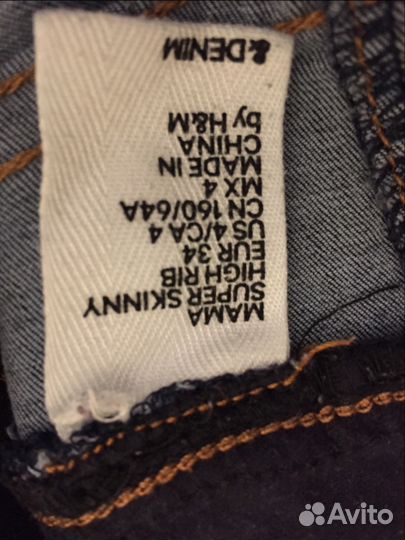 MAMA
SUPER SKINNY
HIGH RIB
EUR 34
US 4/CA 4
CN 160/64A
MX 4
MADE IN
CHINA
by H&M
&DENIM
Avito